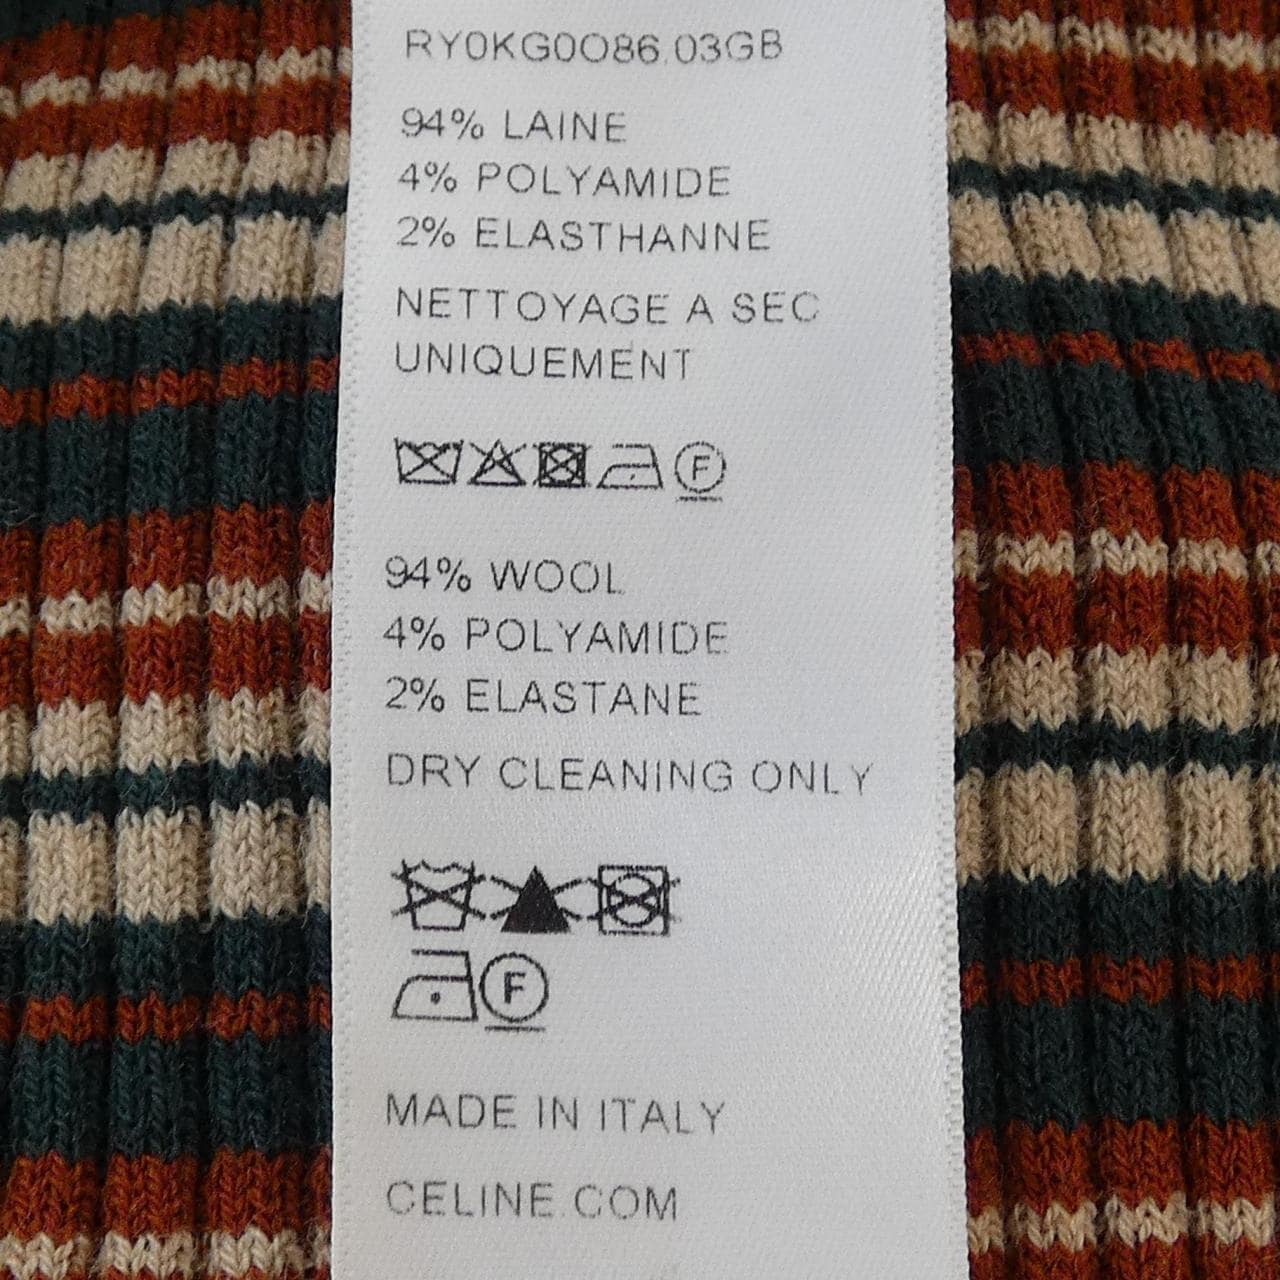 RY0KG0O86.03GB
94% LAINE
4% POLYAMIDE
2% ELASTHANNE
NETTOYAGE A SEC
UNIQUEMENT
F
94% WOOL
4% POLYAMIDE
2% ELASTANE
DRY CLEANING ONLY
F
MADE IN ITALY
CELINE.COM